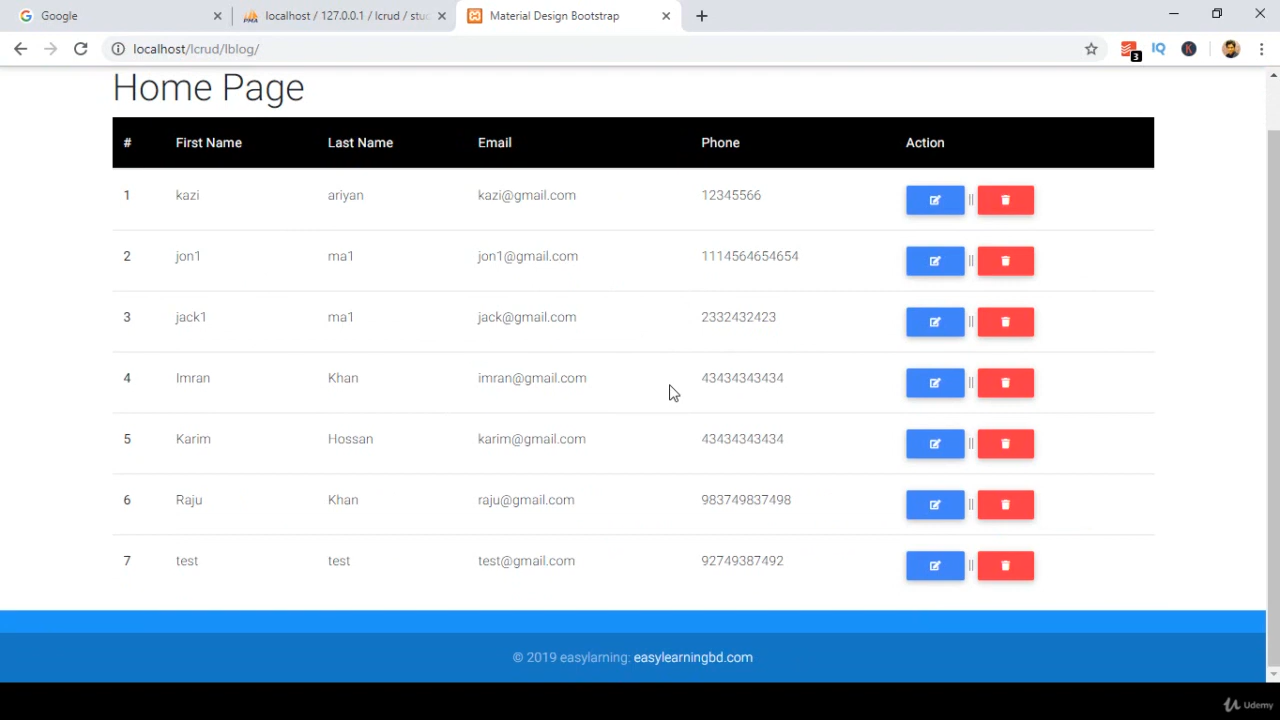 Google
localhost / 127.0.0.1 / lcrud / stu
Material Design Bootstrap
localhost/lcrud/lblog/
3
IQ
K
Home Page
# First Name Last Name Email Phone Action
1 kazi ariyan kazi@gmail.com 12345566 ||
2 jon1 ma1 jon1@gmail.com 1114564654654 ||
3 jack1 ma1 jack@gmail.com 2332432423 ||
4 Imran Khan imran@gmail.com 43434343434 ||
5 Karim Hossan karim@gmail.com 43434343434 ||
6 Raju Khan raju@gmail.com 983749837498 ||
7 test test test@gmail.com 92749387492 ||
© 2019 easylarning: easylearningbd.com
Udemy